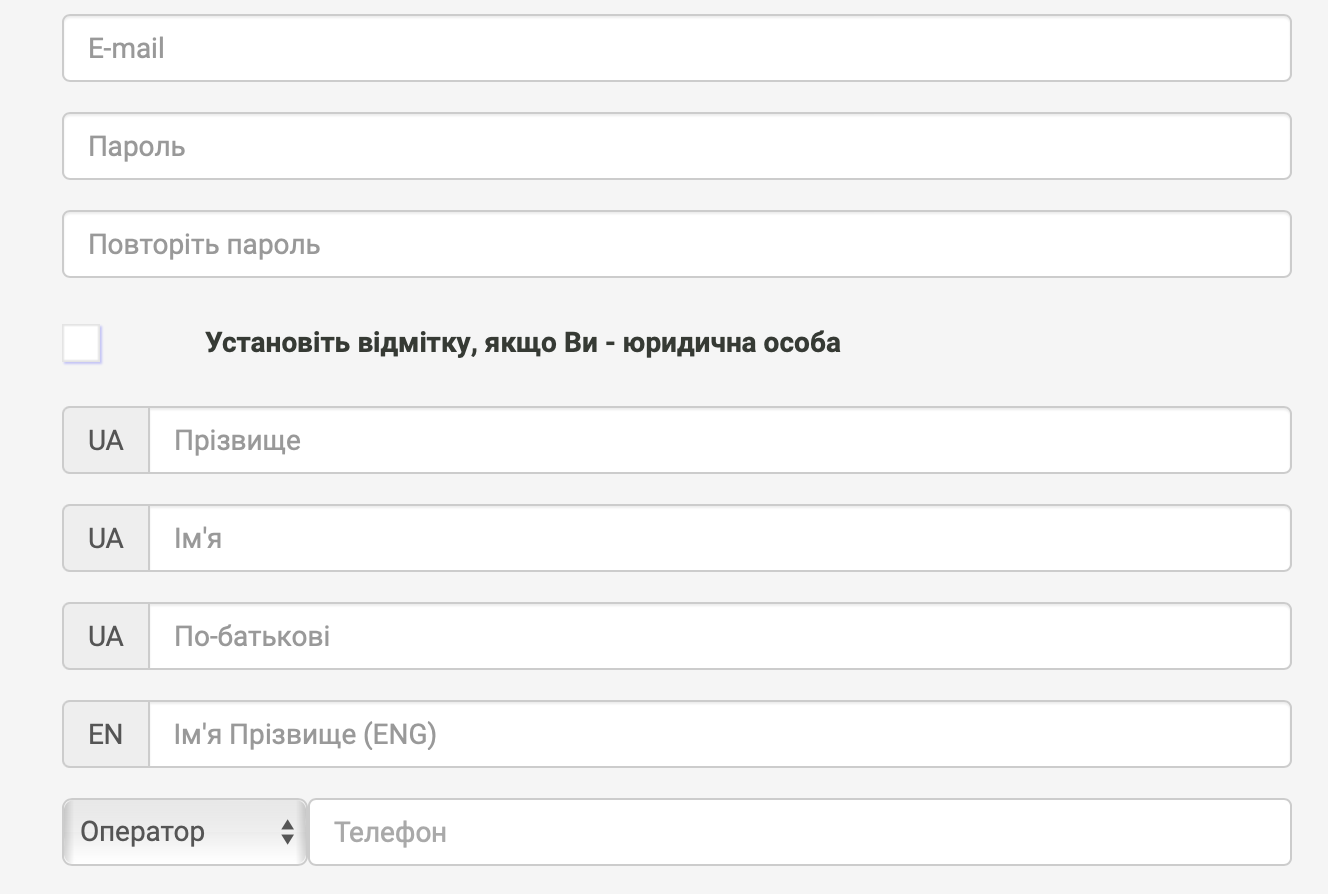 E-mail
Пароль
Повторіть пароль
Установіть відмітку, якщо Ви - юридична особа
UA Прізвище
UA Ім'я
UA По-батькові
EN Ім'я Прізвище (ENG)
Оператор Телефон